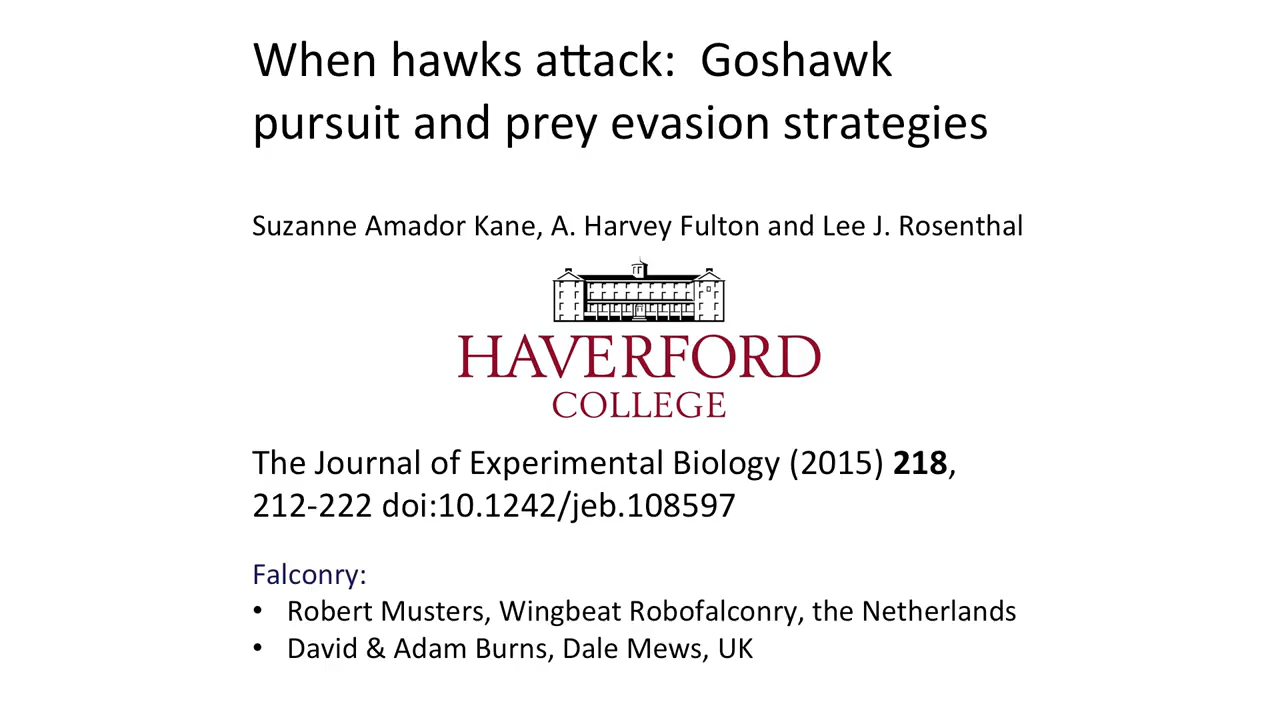 When hawks attack:  Goshawk
pursuit and prey evasion strategies
Suzanne Amador Kane, A. Harvey Fulton and Lee J. Rosenthal
HAVERFORD
COLLEGE
The Journal of Experimental Biology (2015) 218,
212-222 doi:10.1242/jeb.108597
Falconry:
• Robert Musters, Wingbeat Robofalconry, the Netherlands
• David & Adam Burns, Dale Mews, UK